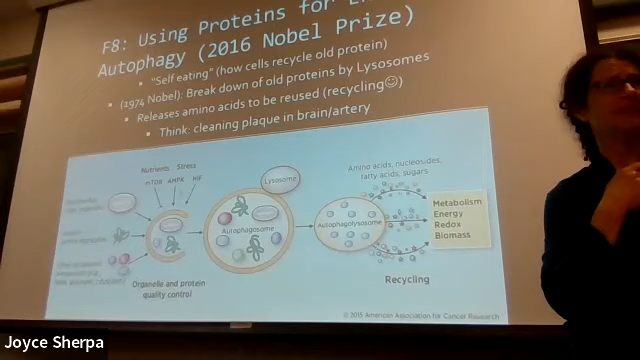 F8: Using Proteins for
Autophagy (2016 Nobel Prize)
"Self eating" (how cells recycle old protein)
(1974 Nobel): Break down of old proteins by Lysosomes
Releases amino acids to be reused (recycling☺)
Think: cleaning plaque in brain/artery
Nutrients Stress
mTOR AMPK HIF
Lysosome
Amino acids, nucleosides,
fatty acids, sugars
Autophagosome
Autophagolysosome
Metabolism
Energy
Redox
Biomass
Organelle and protein
quality control
Recycling
© 2015 American Association for Cancer Research
Joyce Sherpa